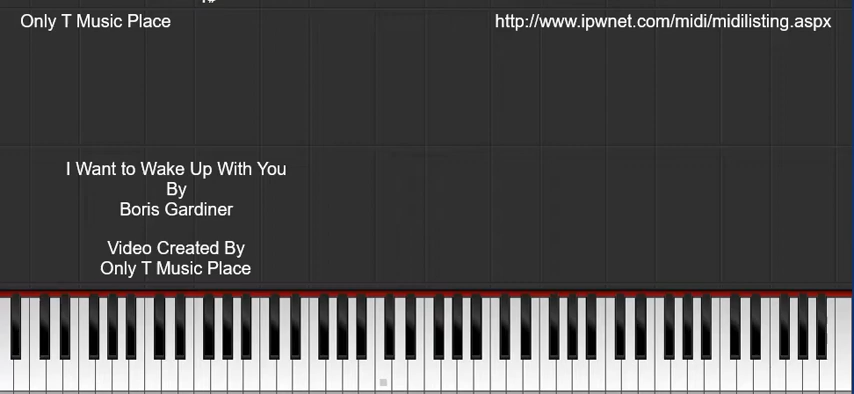 Only T Music Place
http://www.ipwnet.com/midi/midilisting.aspx
I Want to Wake Up With You
By
Boris Gardiner
Video Created By
Only T Music Place